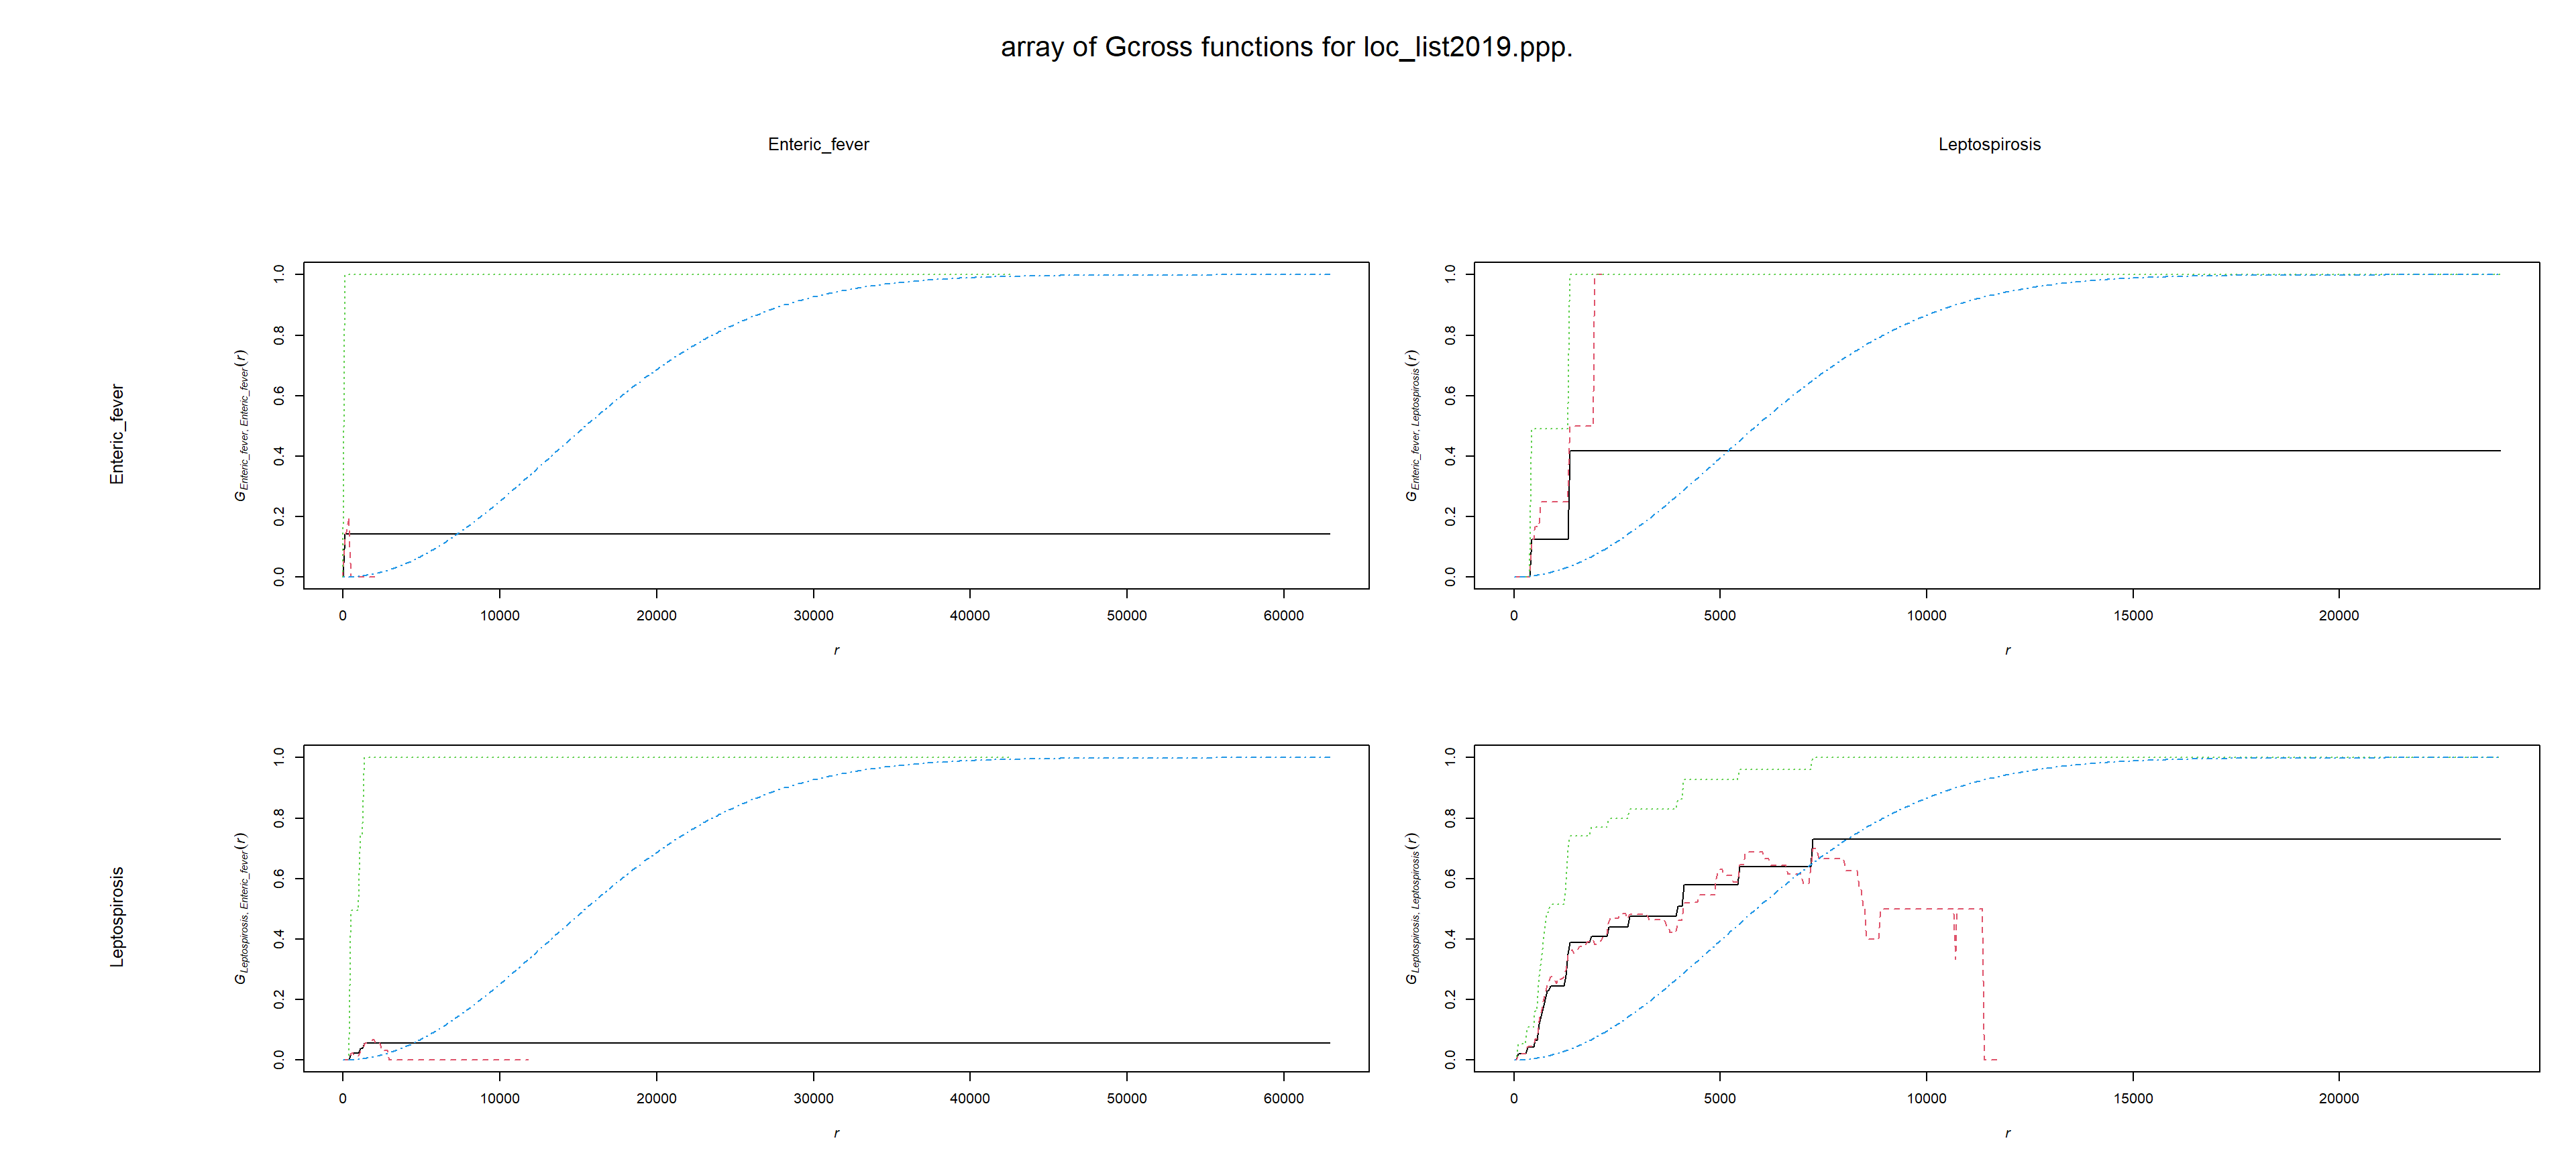 array of Gcross functions for loc_list2019.ppp.
Enteric_fever
Leptospirosis
Enteric_fever
G Enteric_fever, Enteric_fever (r)
0.0 0.2 0.4 0.6 0.8 1.0
0 10000 20000 30000 40000 50000 60000
r
G Enteric_fever, Leptospirosis (r)
0.0 0.2 0.4 0.6 0.8 1.0
0 5000 10000 15000 20000
r
Leptospirosis
G Leptospirosis, Enteric_fever (r)
0.0 0.2 0.4 0.6 0.8 1.0
0 10000 20000 30000 40000 50000 60000
r
G Leptospirosis, Leptospirosis (r)
0.0 0.2 0.4 0.6 0.8 1.0
0 5000 10000 15000 20000
r